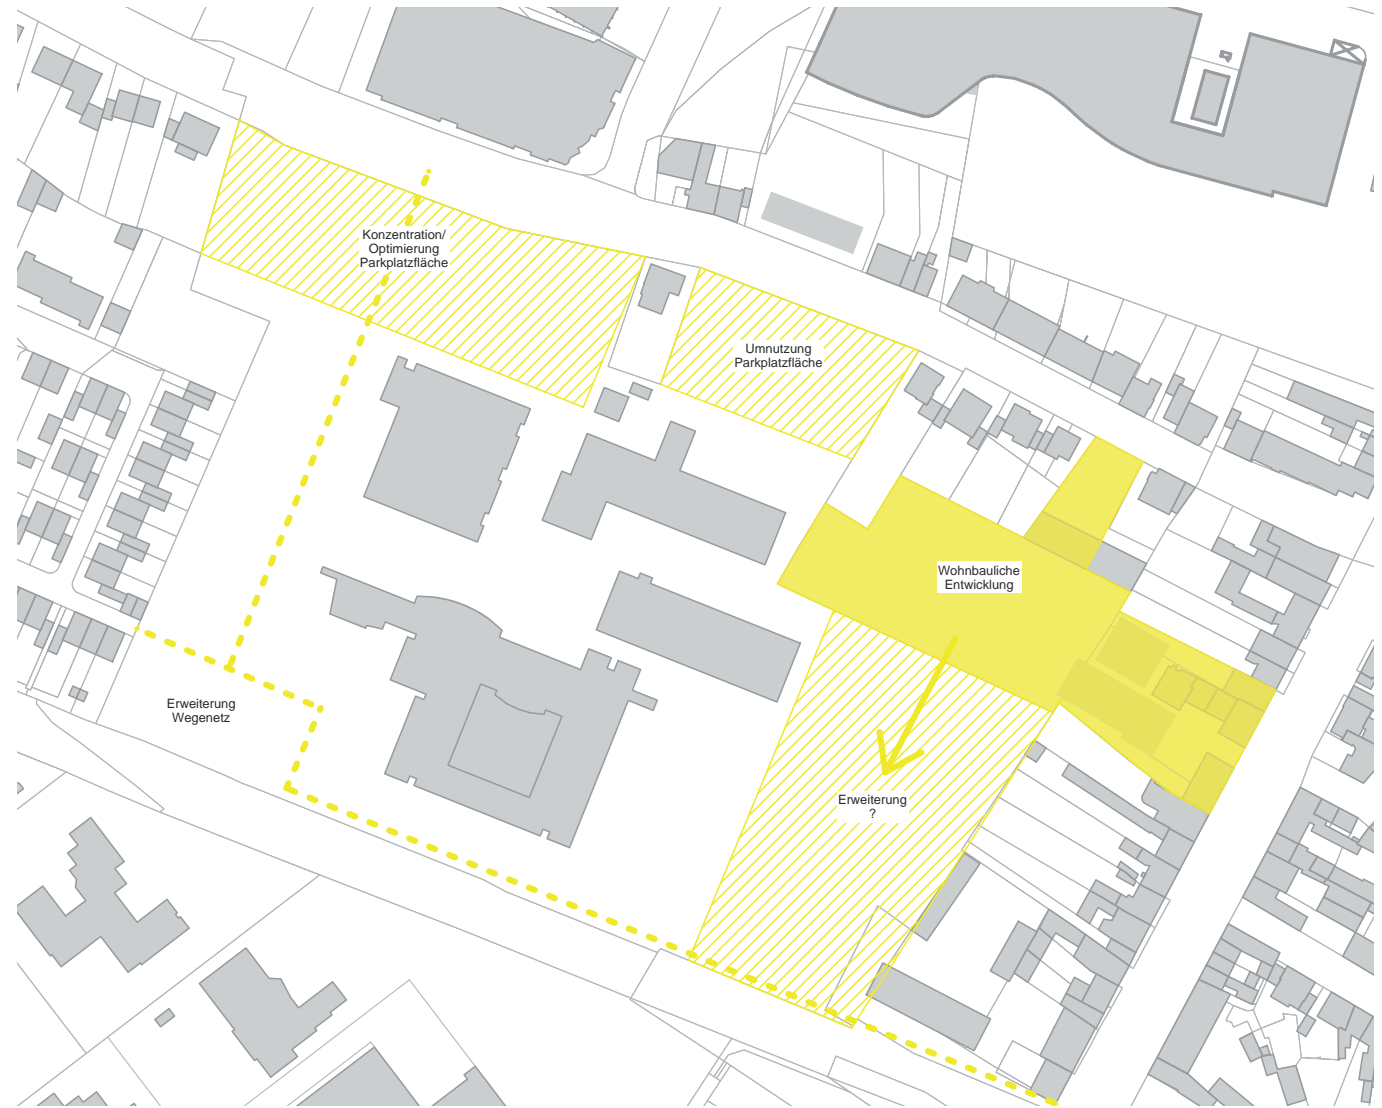 Konzentration/
Optimierung
Parkplatzfläche
Umnutzung
Parkplatzfläche
Wohnbauliche
Entwicklung
Erweiterung
Wegenetz
Erweiterung
?